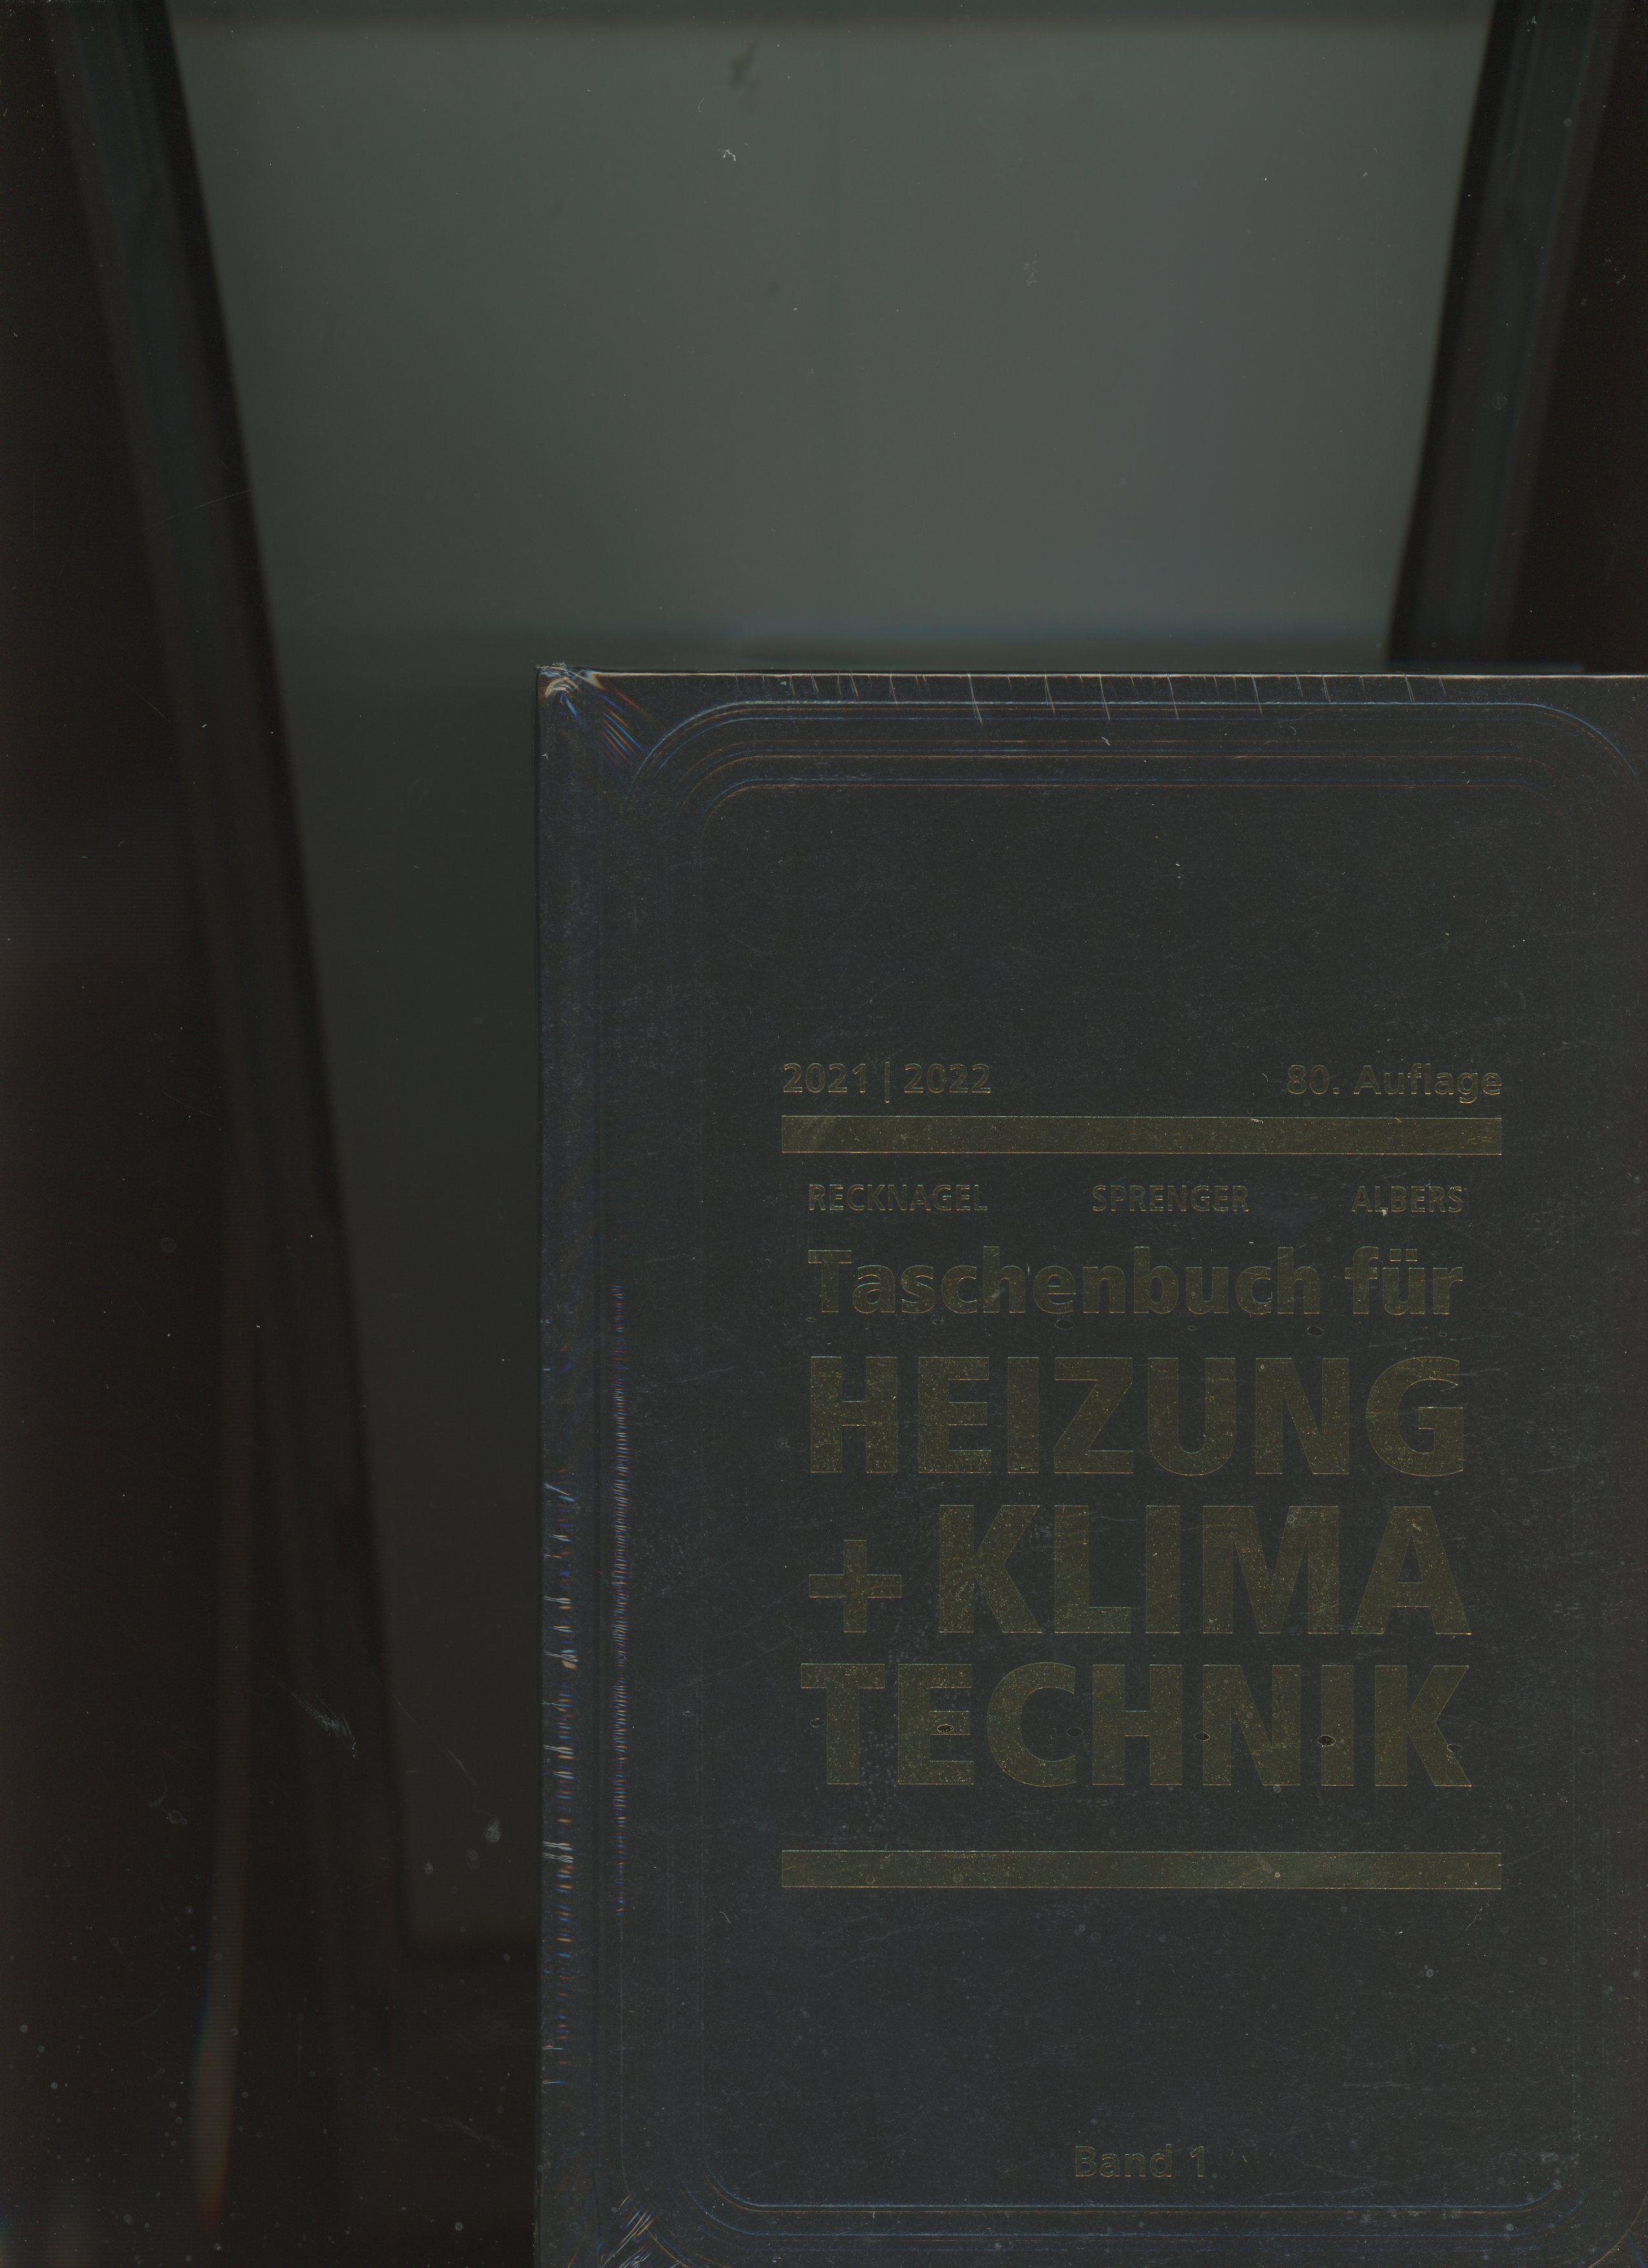 2021 | 2022 80. Auflage
RECKNAGEL SPRENGER ALBERS
Taschenbuch für
HEIZUNG
+ KLIMA
TECHNIK
Band 1